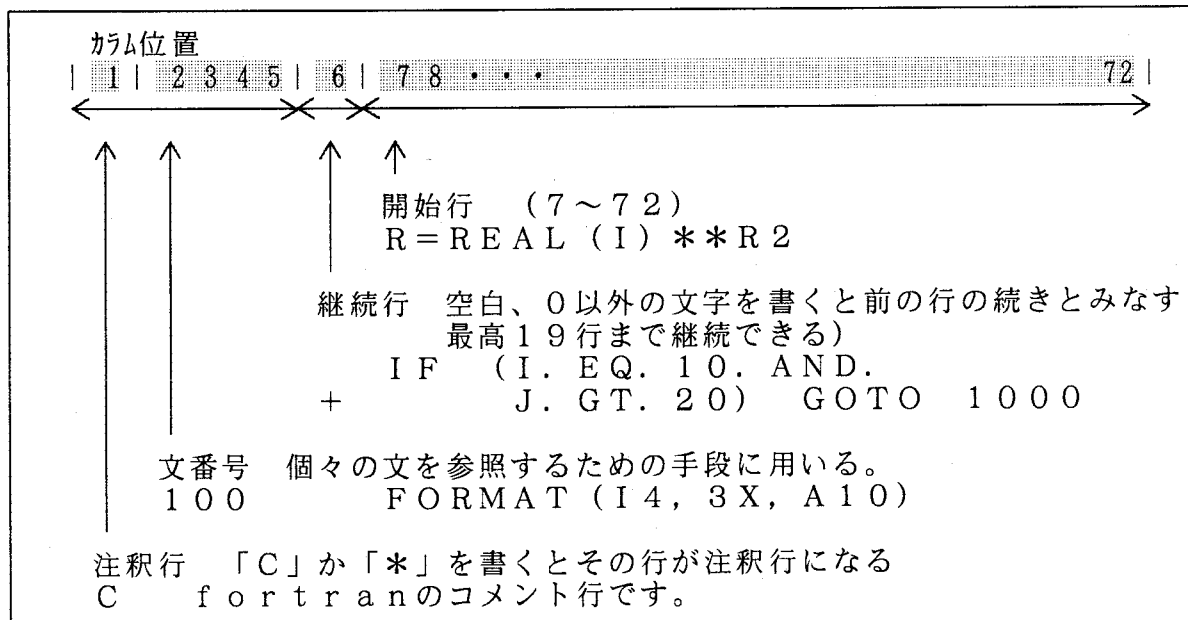 カラム位置
| 1 | 2 3 4 5 | 6 | 7 8 ・・・ 72 |
開始行 （７～７２）
Ｒ＝ＲＥＡＬ（Ｉ）＊＊Ｒ２
継続行 空白、０以外の文字を書くと前の行の続きとみなす
最高１９行まで継続できる）
ＩＦ （Ｉ．ＥＱ．１０．ＡＮＤ．
＋ Ｊ．ＧＴ．２０） ＧＯＴＯ １０００
文番号 個々の文を参照するための手段に用いる。
１００ ＦＯＲＭＡＴ（Ｉ４，３Ｘ，Ａ１０）
注釈行 「Ｃ」か「＊」を書くとその行が注釈行になる
Ｃ ｆｏｒｔｒａｎのコメント行です。